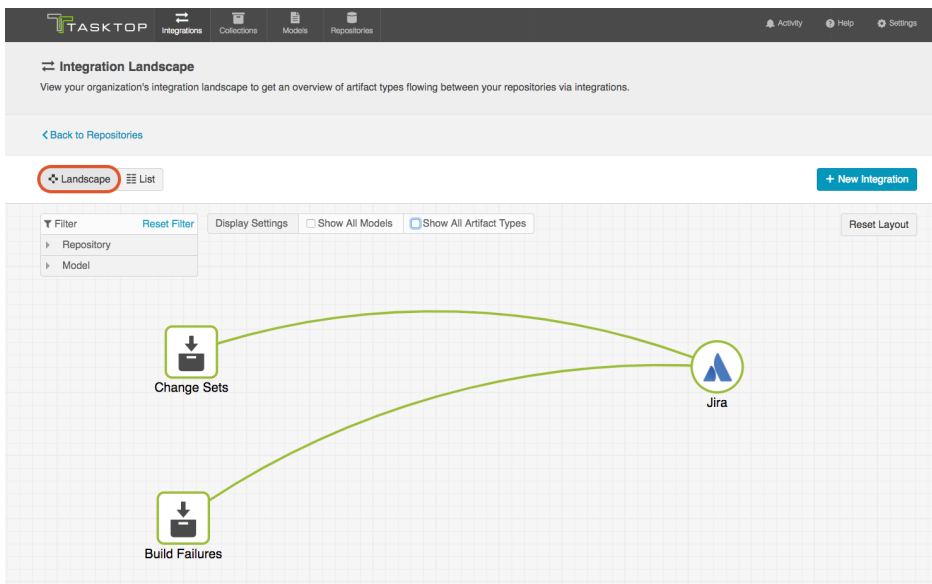 TASKTOP
Integrations
Collections
Models
Repositories
Activity
Help
Settings
Integration Landscape
View your organization's integration landscape to get an overview of artifact types flowing between your repositories via integrations.
Back to Repositories
Landscape
List
+ New Integration
Filter
Reset Filter
Display Settings
Show All Models
Show All Artifact Types
Reset Layout
Repository
Model
Change Sets
Jira
Build Failures